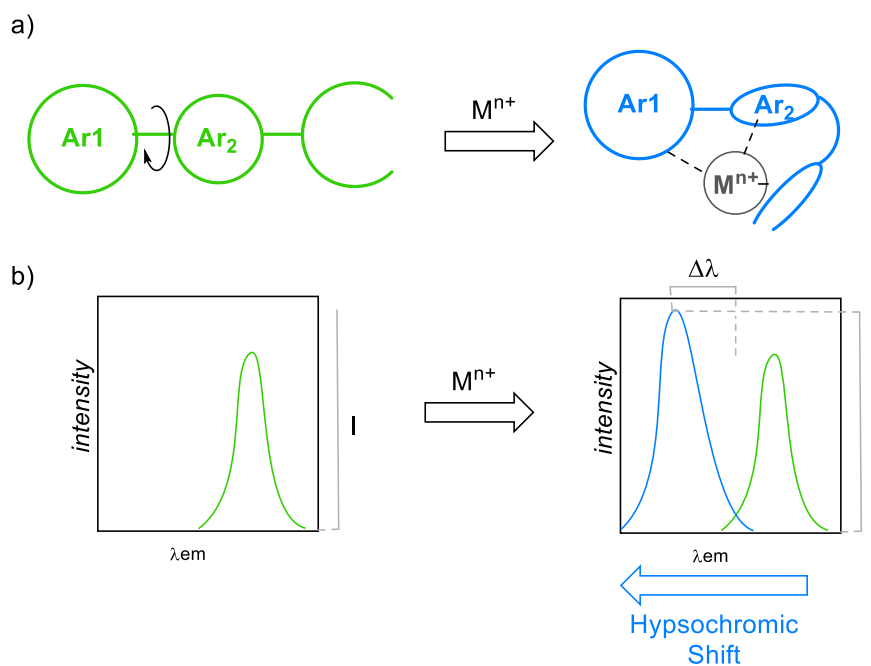 a)
Ar1
Ar₂
Mⁿ⁺
Ar1
Ar₂
Mⁿ⁺
b)
Δλ
intensity
I
λem
Mⁿ⁺
intensity
λem
Hypsochromic
Shift